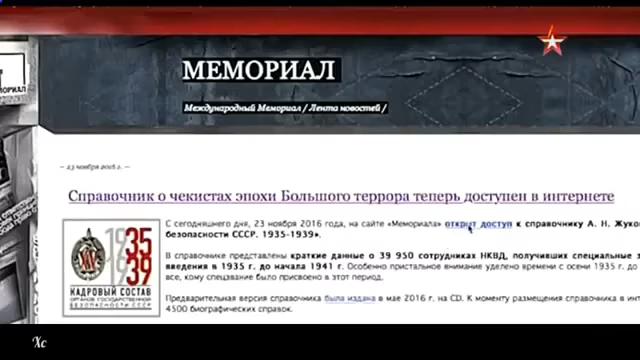 МЕМОРИАЛ
Международный Мемориал / Лента новостей /
МОРИАЛ
– 23 ноября 2016 г. –
Справочник о чекистах эпохи Большого террора теперь доступен в интернете
С сегодняшнего дня, 23 ноября 2016 года, на сайте «Мемориала» открыт доступ к справочнику А. Н. Жуко
безопасности СССР. 1935-1939».
В справочнике представлены краткие данные о 39 950 сотрудниках НКВД, получивших специальные з
введения в 1935 г. до начала 1941 г. Особенно пристальное внимание уделено времени с осени 1935 г. до
все, кому спецзвание было присвоено в этот период.
Предварительная версия справочника была издана в мае 2016 г. на CD. К моменту размещения справочника в инт
4500 биографических справок.
1935
1939
КАДРОВЫЙ СОСТАВ
ОРГАНОВ ГОСУДАРСТВЕННОЙ
БЕЗОПАСНОСТИ СССР
Хс